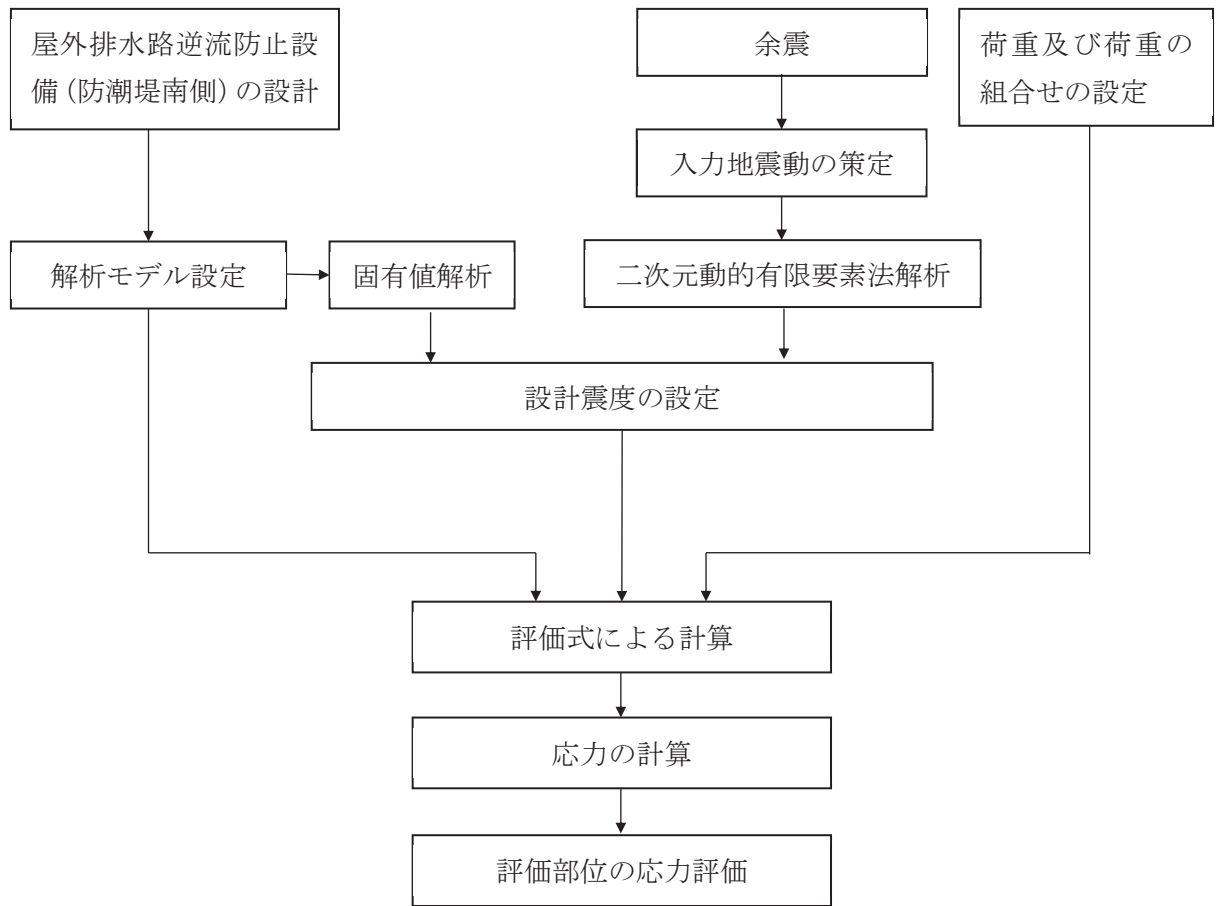 屋外排水路逆流防止設
備(防潮堤南側)の設計
余震
荷重及び荷重の
組合せの設定
入力地震動の策定
解析モデル設定
固有値解析
二次元動的有限要素法解析
設計震度の設定
評価式による計算
応力の計算
評価部位の応力評価